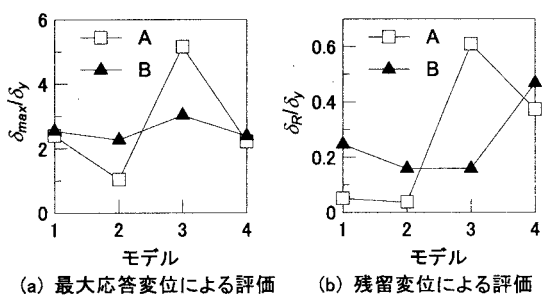 6
4
2
0
δmax/δy
A
B
1 2 3 4
モデル
(a) 最大応答変位による評価
0.6
0.4
0.2
0
δR/δy
A
B
1 2 3 4
モデル
(b) 残留変位による評価